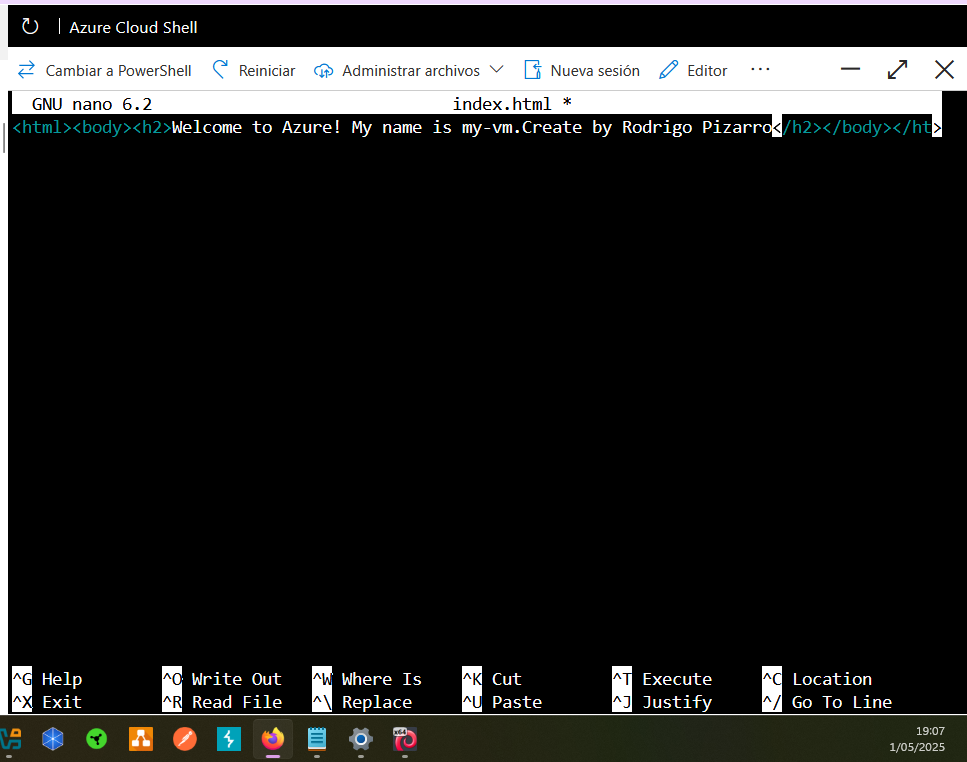 Azure Cloud Shell
Cambiar a PowerShell Reiniciar Administrar archivos Nueva sesión Editor ...
GNU nano 6.2 index.html *
<html><body><h2>Welcome to Azure! My name is my-vm.Create by Rodrigo Pizarro</h2></body></ht>
^G Help ^O Write Out ^W Where Is ^K Cut ^T Execute ^C Location
^X Exit ^R Read File ^\ Replace ^U Paste ^J Justify ^/ Go To Line
x64
19:07
1/05/2025